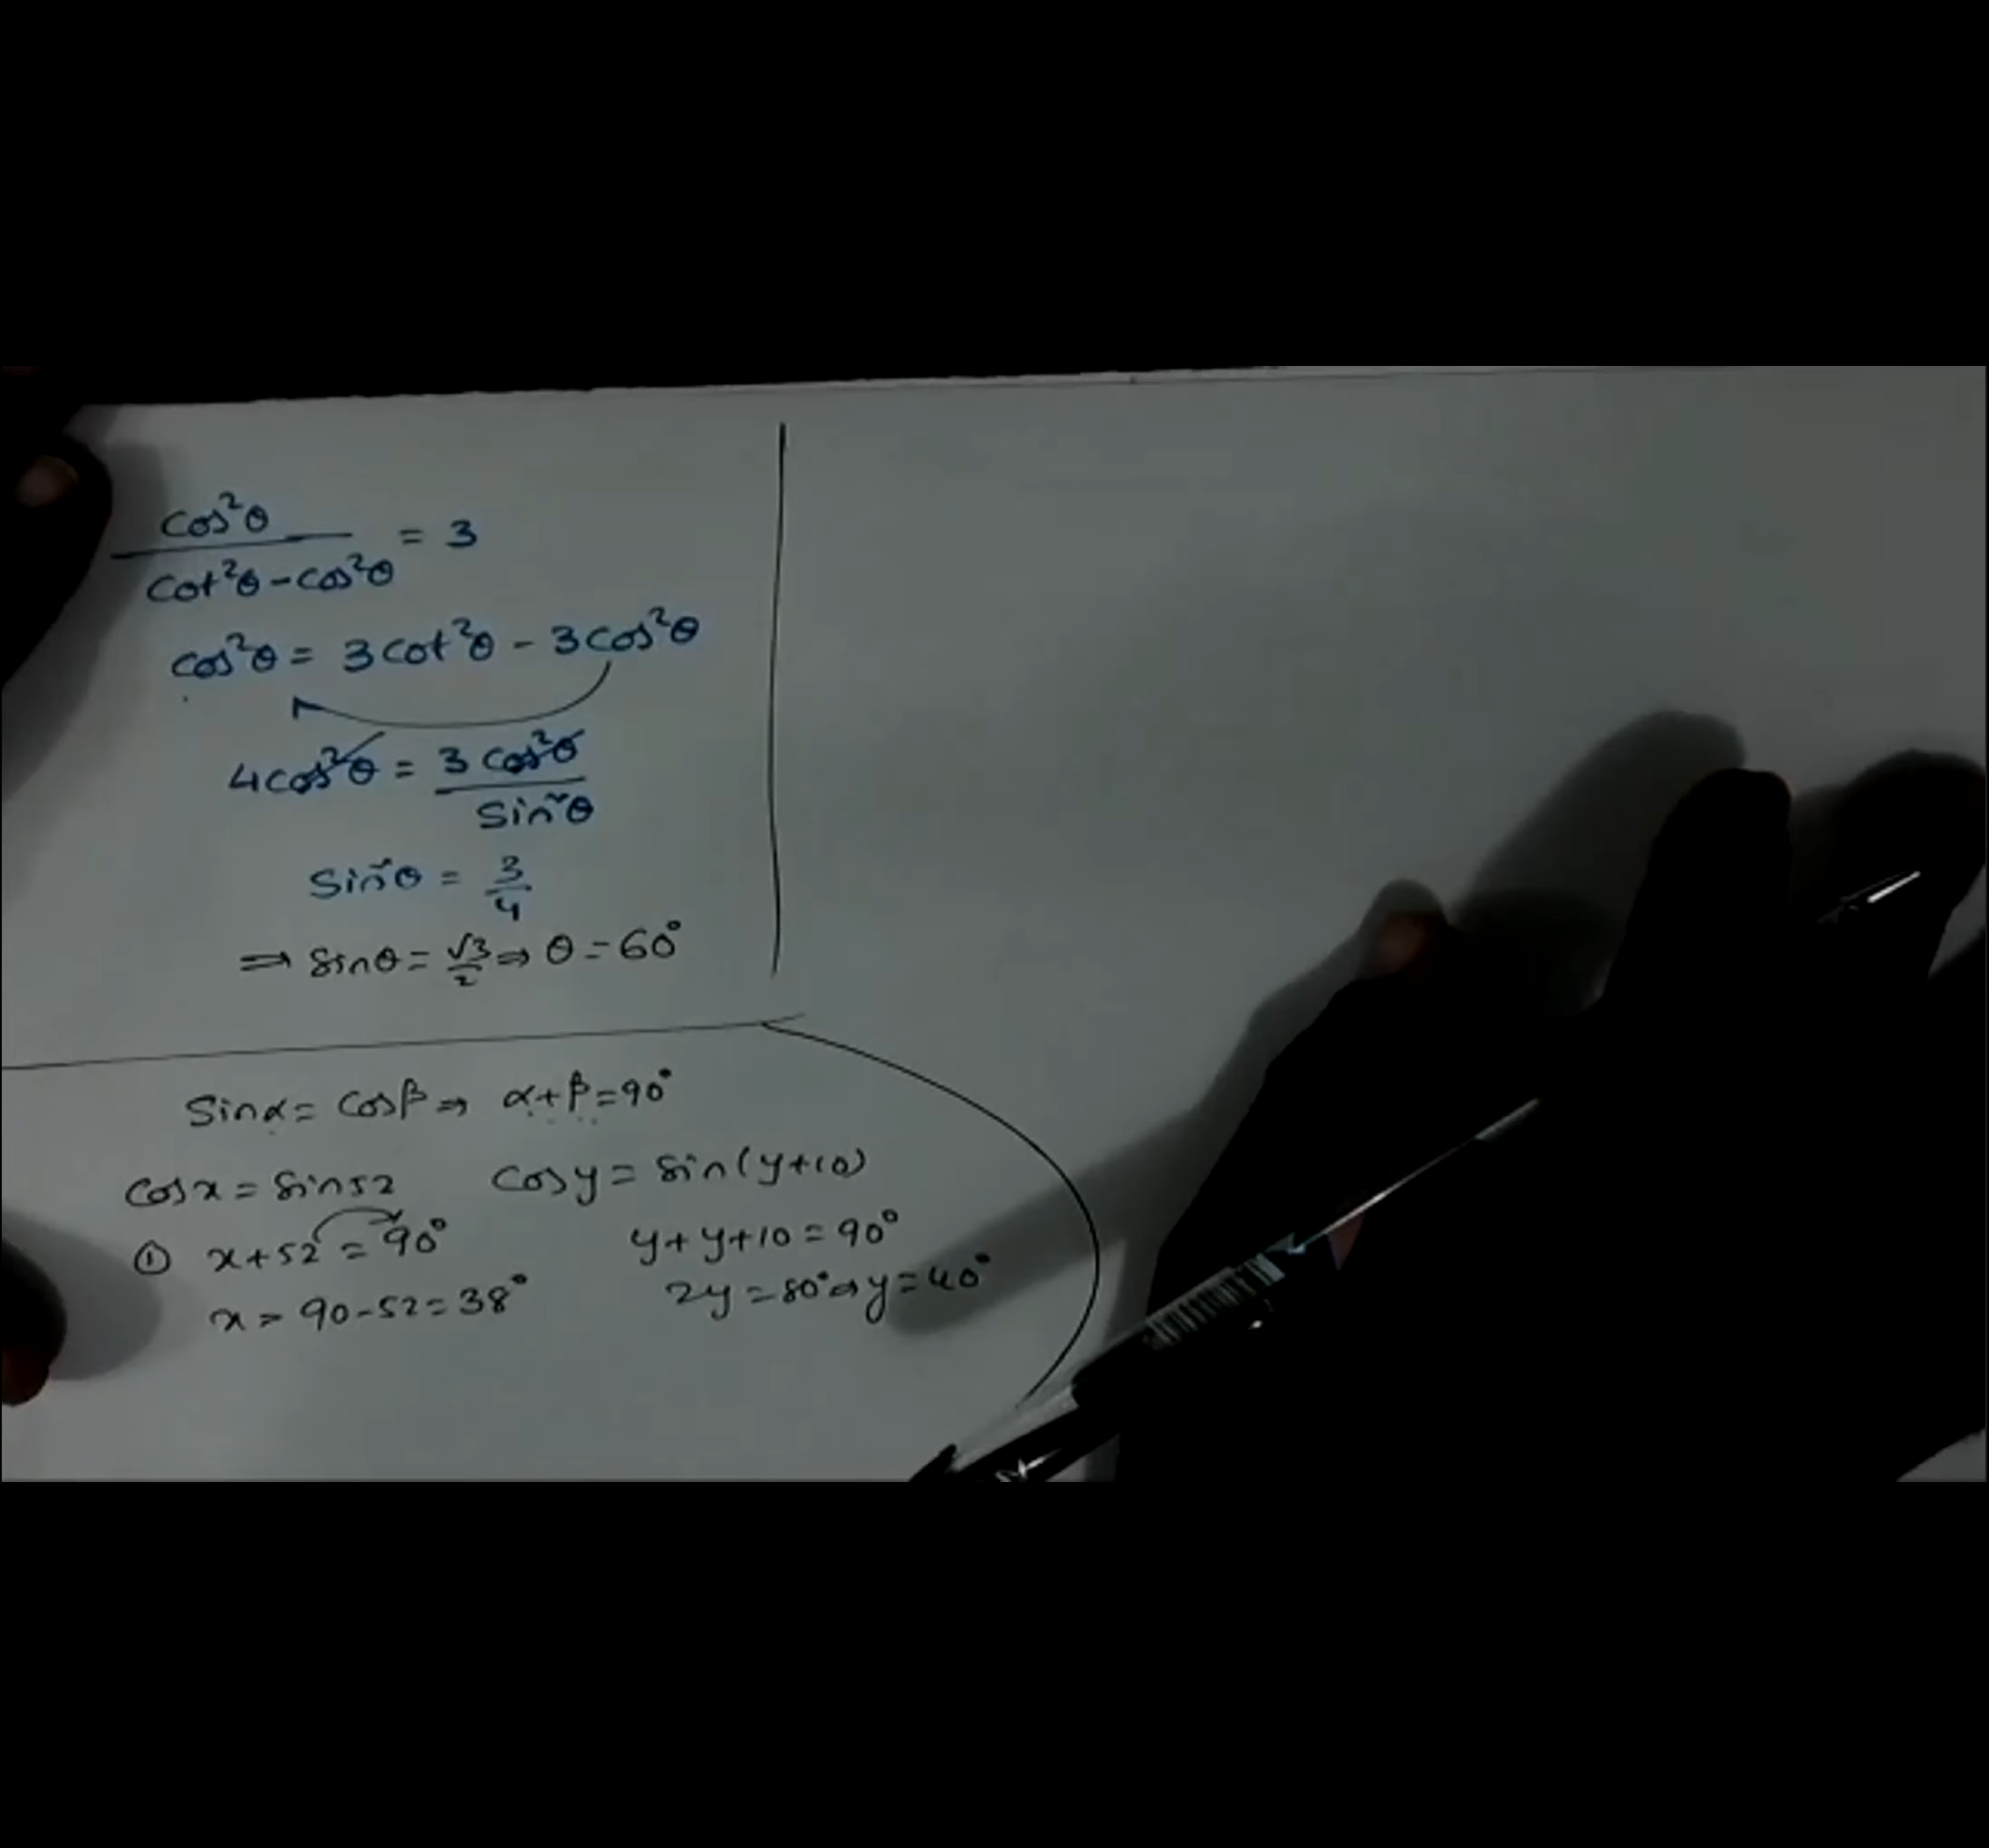 cos²θ
――――― = 3
cot²θ - cos²θ
cos²θ = 3cot²θ - 3cos²θ
4cos²θ = 3cos²θ / sin²θ
sin²θ = 3/4
⇒ sinθ = √3/2 ⇒ θ = 60°
Sinα = cosβ ⇒ α+β = 90°
cosx = sin52 cosy = sin(y+10)
① x+52 = 90° y+y+10 = 90°
x = 90-52 = 38° 2y = 80° ⇒ y = 40°